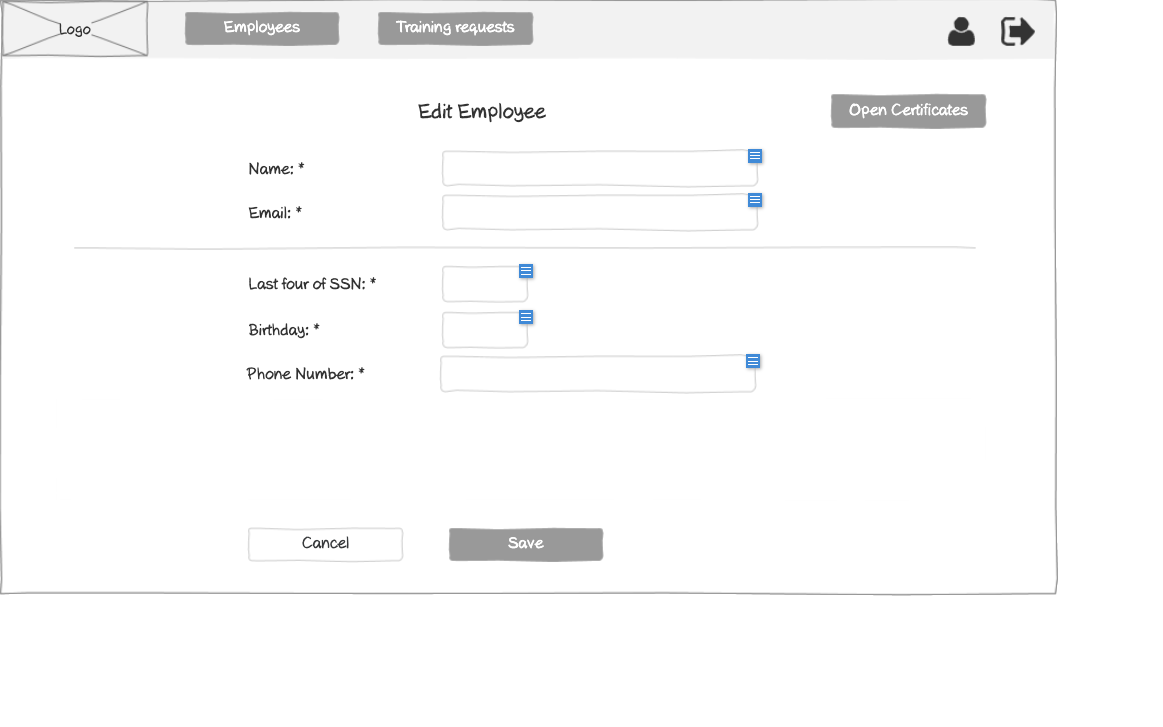 Logo
Employees
Training requests
Edit Employee
Open Certificates
Name: *
Email: *
Last four of SSN: *
Birthday: *
Phone Number: *
Cancel
Save